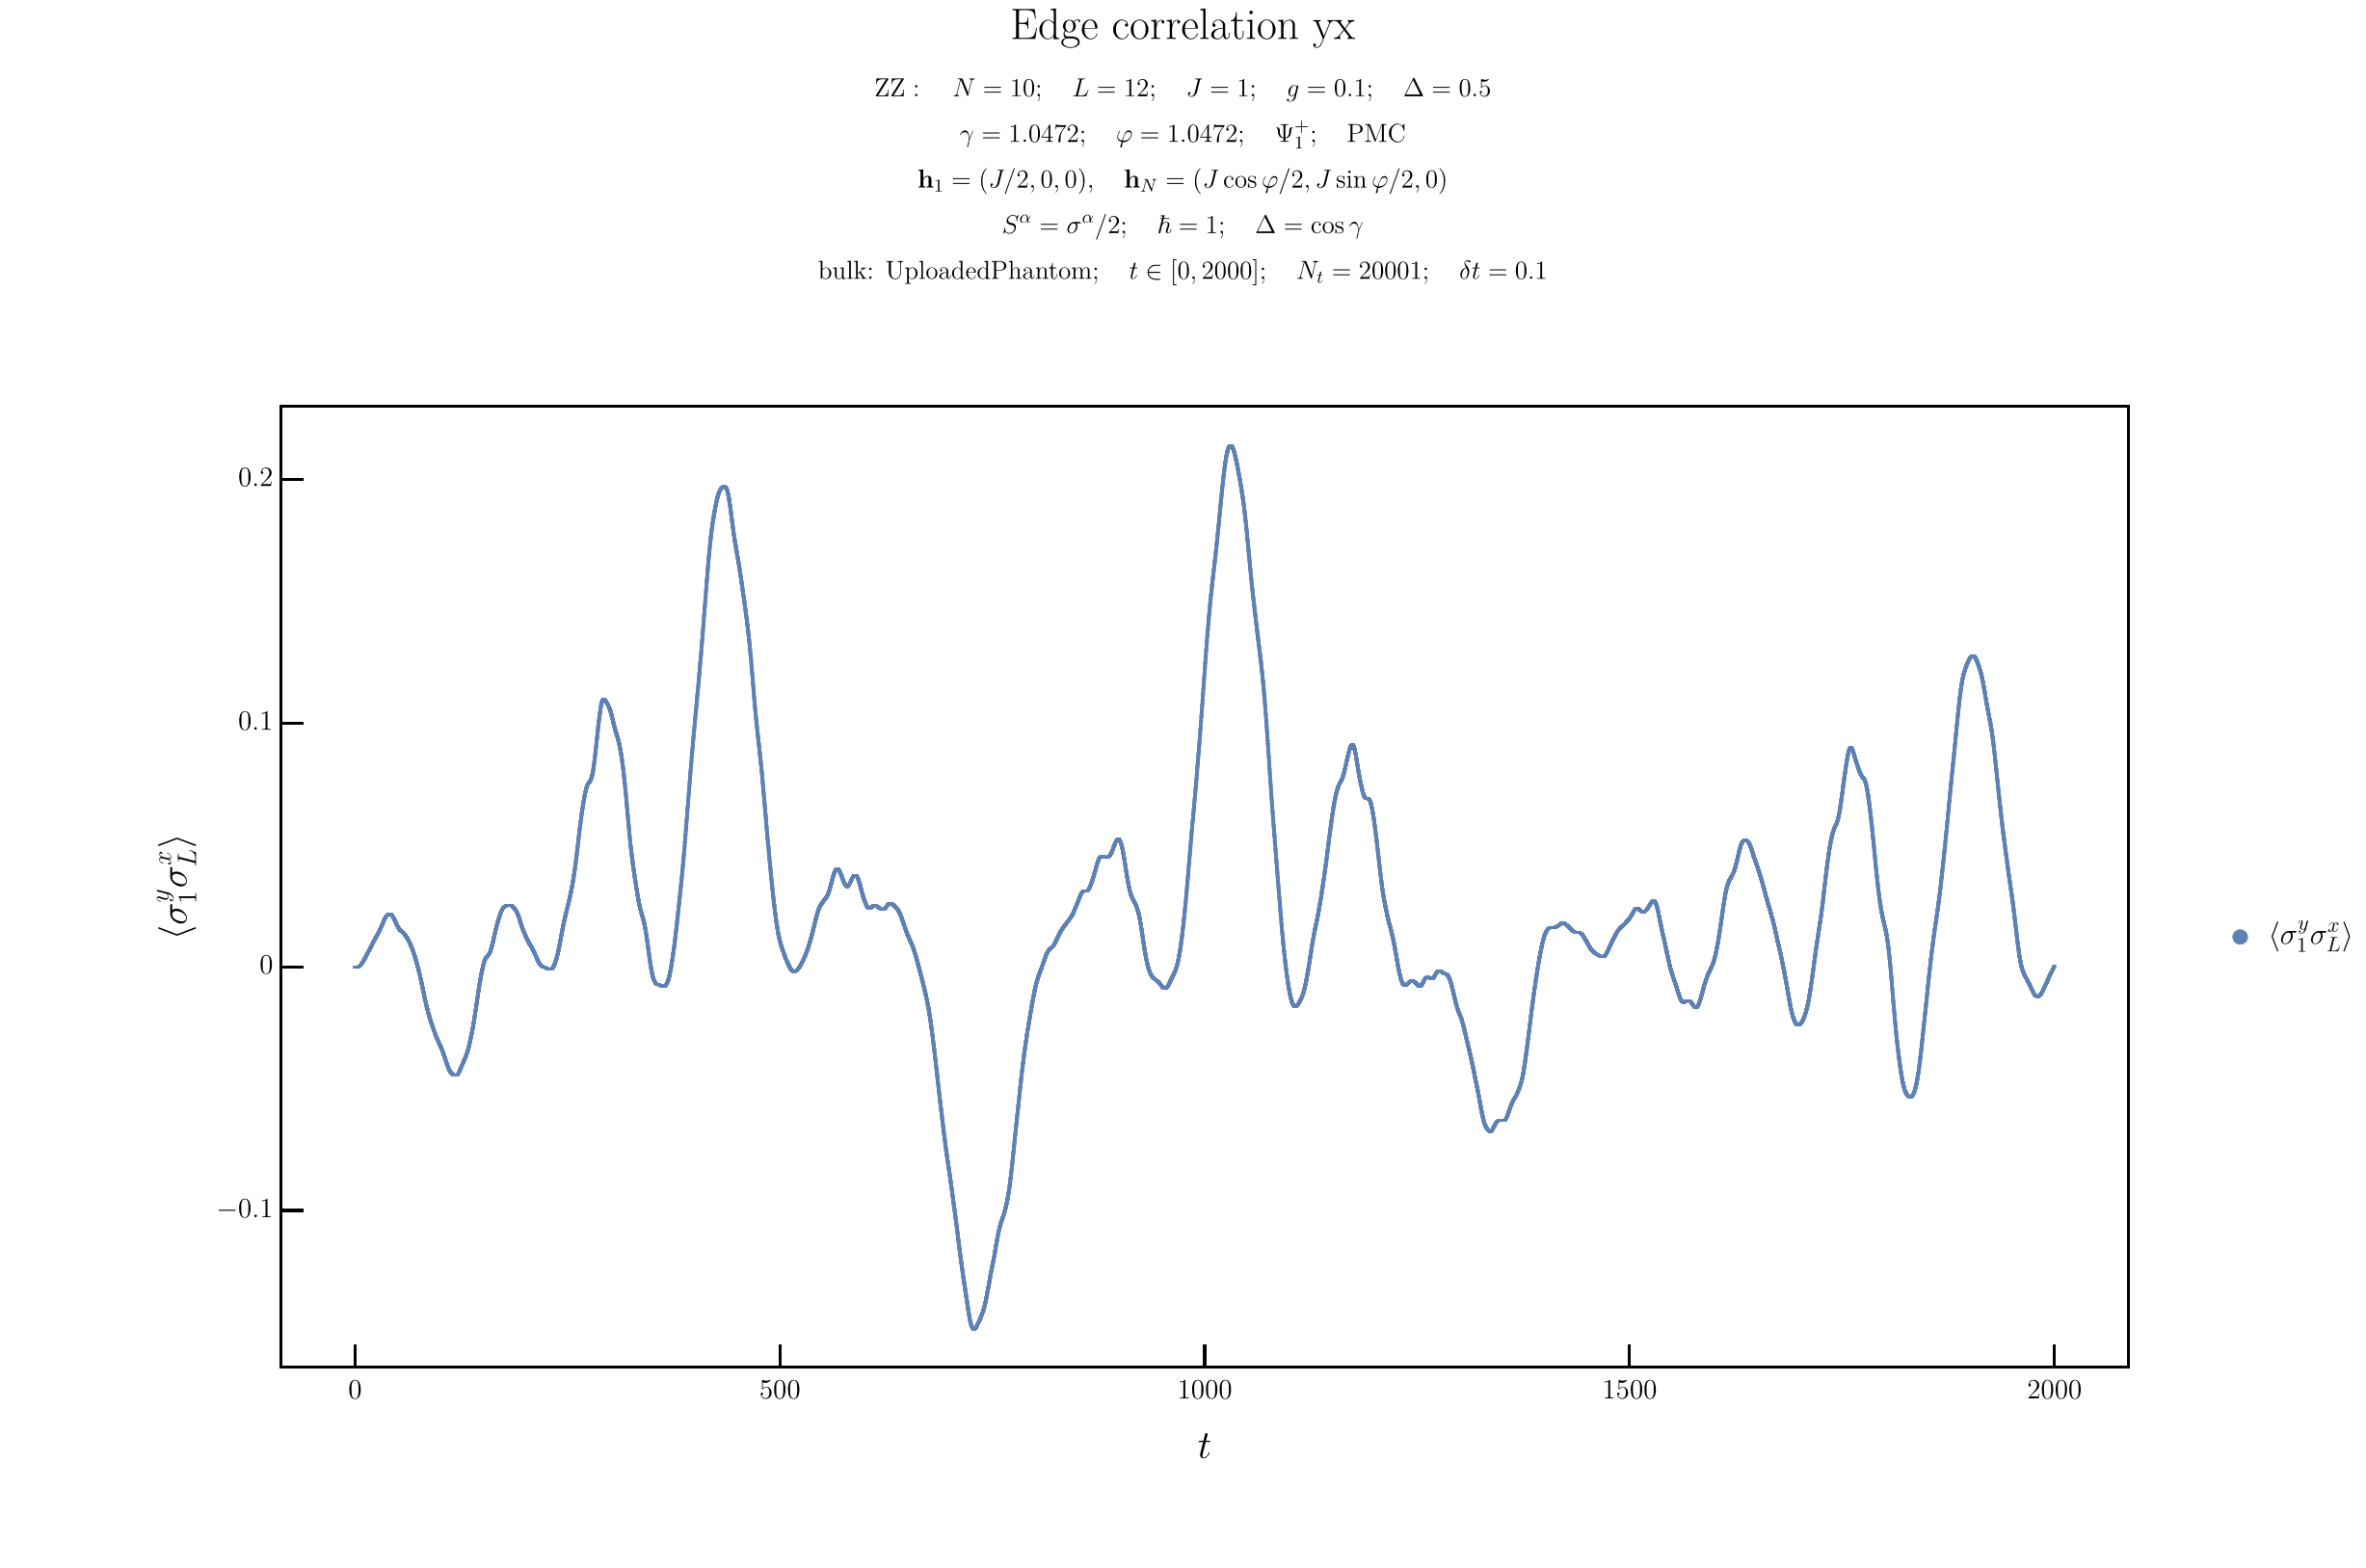 Edge correlation yx
ZZ : N = 10; L = 12; J = 1; g = 0.1; Δ = 0.5
γ = 1.0472; φ = 1.0472; Ψ₁⁺; PMC
h₁ = (J/2, 0, 0), h_N = (J cos φ/2, J sin φ/2, 0)
S^α = σ^α/2; ℏ = 1; Δ = cos γ
bulk: UploadedPhantom; t ∈ [0, 2000]; N_t = 20001; δt = 0.1
0.2
0.1
0
−0.1
⟨σ₁^y σ_L^x⟩
⟨σ₁^y σ_L^x⟩
0 500 1000 1500 2000
t